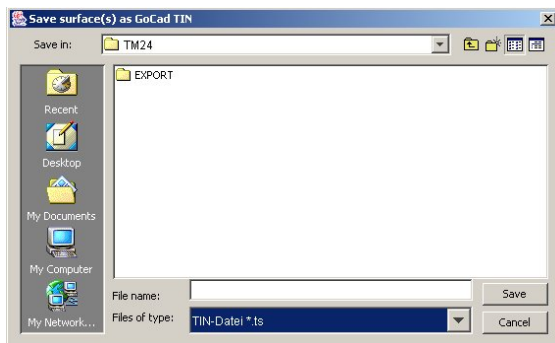 Save surface(s) as GoCad TIN
Save in:
TM24
EXPORT
Recent
Desktop
My Documents
My Computer
My Network...
File name:
Save
Files of type:
TIN-Datei *.ts
Cancel